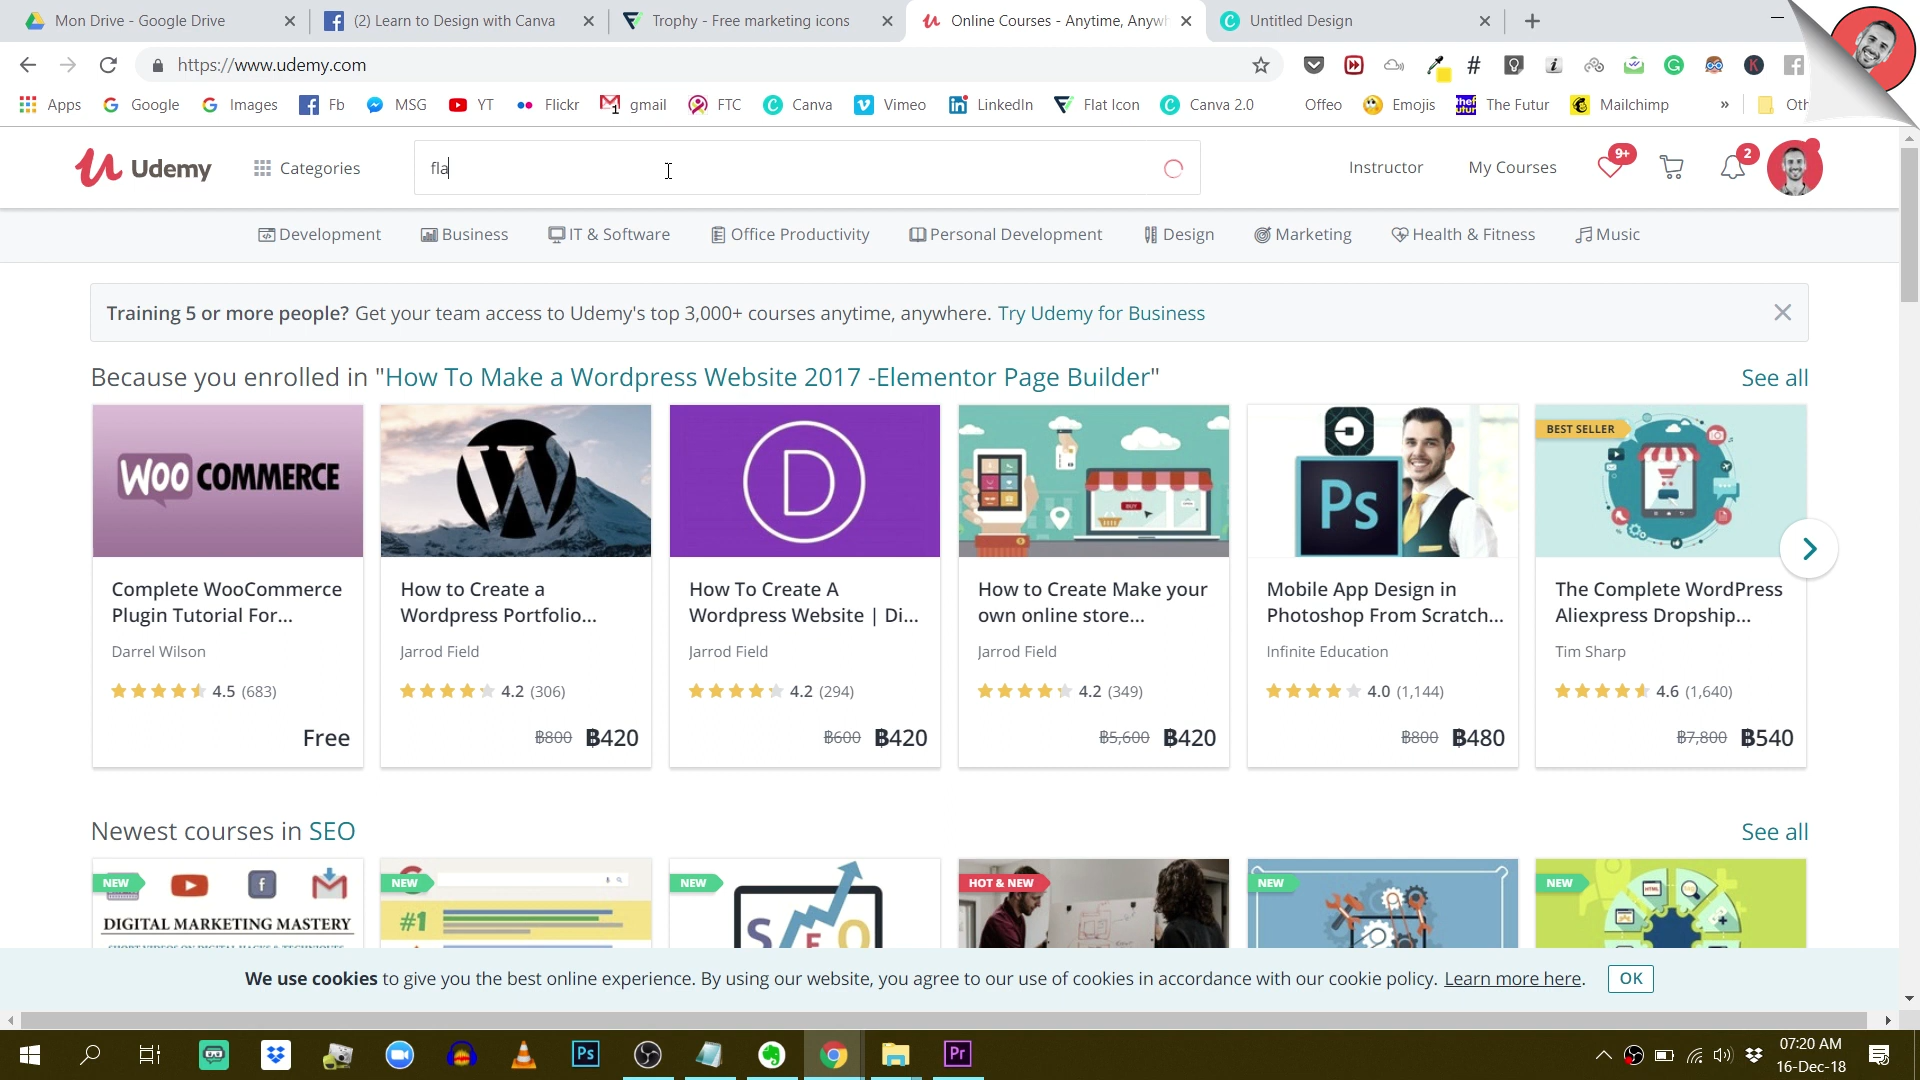 Mon Drive - Google Drive
(2) Learn to Design with Canva
Trophy - Free marketing icons
Online Courses - Anytime, Anyw
Untitled Design
https://www.udemy.com
Apps
Google
Images
Fb
MSG
YT
Flickr
gmail
FTC
Canva
Vimeo
LinkedIn
Flat Icon
Canva 2.0
Offeo
Emojis
The Futur
Mailchimp
»
Oth
Udemy
Categories
fla
Instructor
My Courses
9+
2
Development
Business
IT & Software
Office Productivity
Personal Development
Design
Marketing
Health & Fitness
Music
Training 5 or more people? Get your team access to Udemy's top 3,000+ courses anytime, anywhere. Try Udemy for Business
Because you enrolled in "How To Make a Wordpress Website 2017 -Elementor Page Builder"
See all
WOO COMMERCE
D
Ps
BEST SELLER
BUY
Complete WooCommerce
Plugin Tutorial For...
Darrel Wilson
4.5 (683)
Free
How to Create a
Wordpress Portfolio...
Jarrod Field
4.2 (306)
฿800 ฿420
How To Create A
Wordpress Website | Di...
Jarrod Field
4.2 (294)
฿600 ฿420
How to Create Make your
own online store...
Jarrod Field
4.2 (349)
฿5,600 ฿420
Mobile App Design in
Photoshop From Scratch...
Infinite Education
4.0 (1,144)
฿800 ฿480
The Complete WordPress
Aliexpress Dropship...
Tim Sharp
4.6 (1,640)
฿7,800 ฿540
Newest courses in SEO
See all
NEW
DIGITAL MARKETING MASTERY
NEW
#1
NEW
SEO
HOT & NEW
NEW
NEW
We use cookies to give you the best online experience. By using our website, you agree to our use of cookies in accordance with our cookie policy. Learn more here.
OK
Ps
Pr
07:20 AM
16-Dec-18